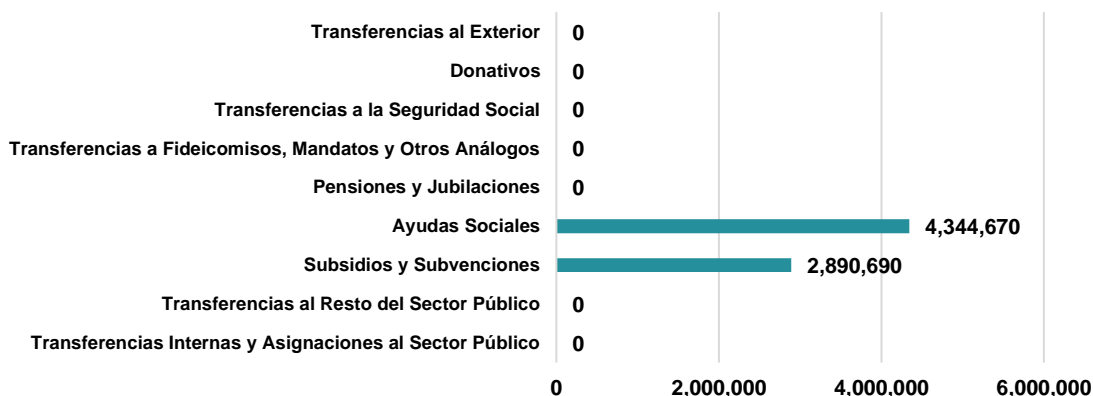 Transferencias al Exterior 0
Donativos 0
Transferencias a la Seguridad Social 0
Transferencias a Fideicomisos, Mandatos y Otros Análogos 0
Pensiones y Jubilaciones 0
Ayudas Sociales 4,344,670
Subsidios y Subvenciones 2,890,690
Transferencias al Resto del Sector Público 0
Transferencias Internas y Asignaciones al Sector Público 0
0 2,000,000 4,000,000 6,000,000